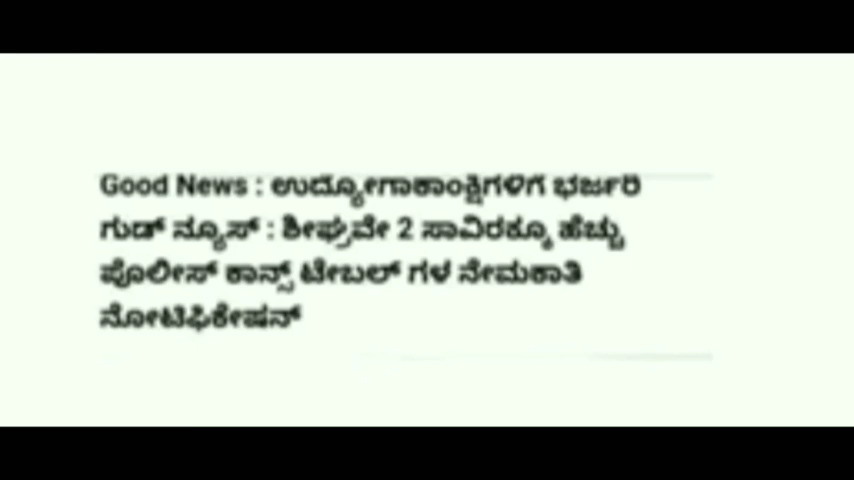 Good News : ಉದ್ಯೋಗಾಕಾಂಕ್ಷಿಗಳಿಗೆ ಭರ್ಜರಿ
ಗುಡ್ ನ್ಯೂಸ್ : ಶೀಘ್ರವೇ 2 ಸಾವಿರಕ್ಕೂ ಹೆಚ್ಚು
ಪೊಲೀಸ್ ಕಾನ್ಸ್ ಟೇಬಲ್ ಗಳ ನೇಮಕಾತಿ
ನೋಟಿಫಿಕೇಷನ್